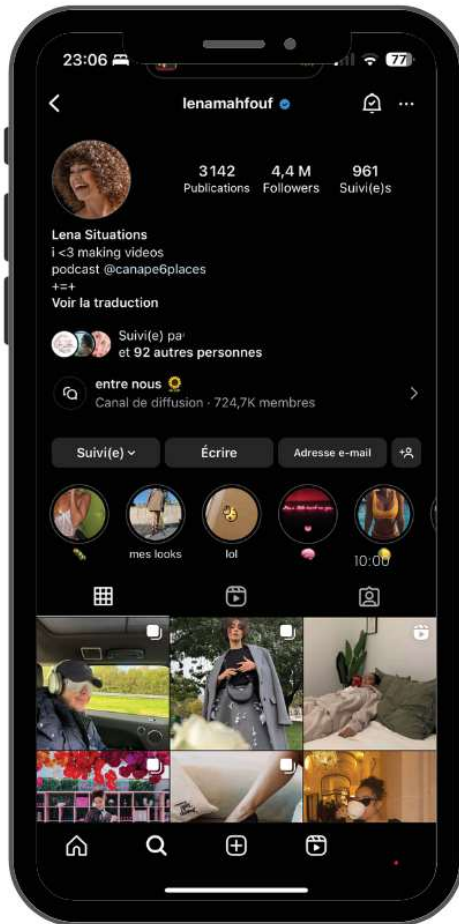 23:06
77
lenamahfouf
3142
4,4 M
961
Publications
Followers
Suivi(e)s
Lena Situations
i <3 making videos
podcast @canape6places
+=+
Voir la traduction
Suivi(e) pa
et 92 autres personnes
entre nous 🌻
Canal de diffusion · 724,7K membres
Suivi(e)
Écrire
Adresse e-mail
mes looks
lol
10:00